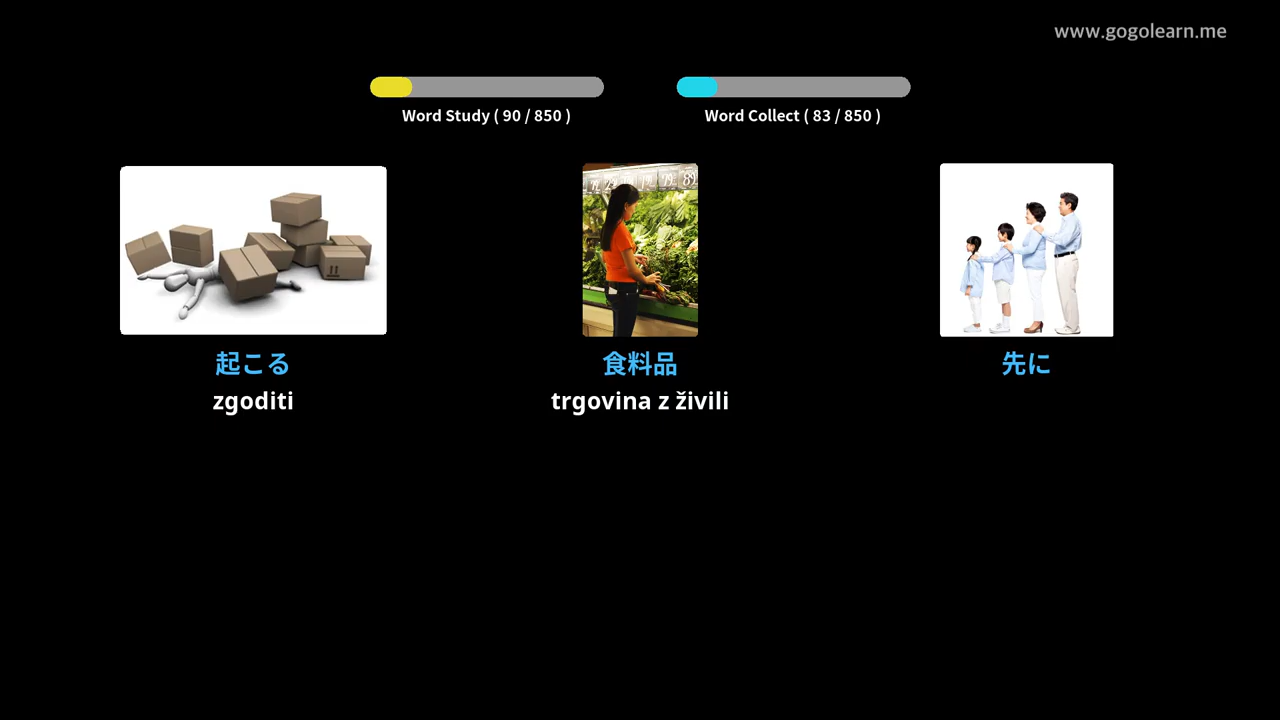 www.gogolearn.me
Word Study ( 90 / 850 )
Word Collect ( 83 / 850 )
起こる
食料品
先に
zgoditi
trgovina z živili